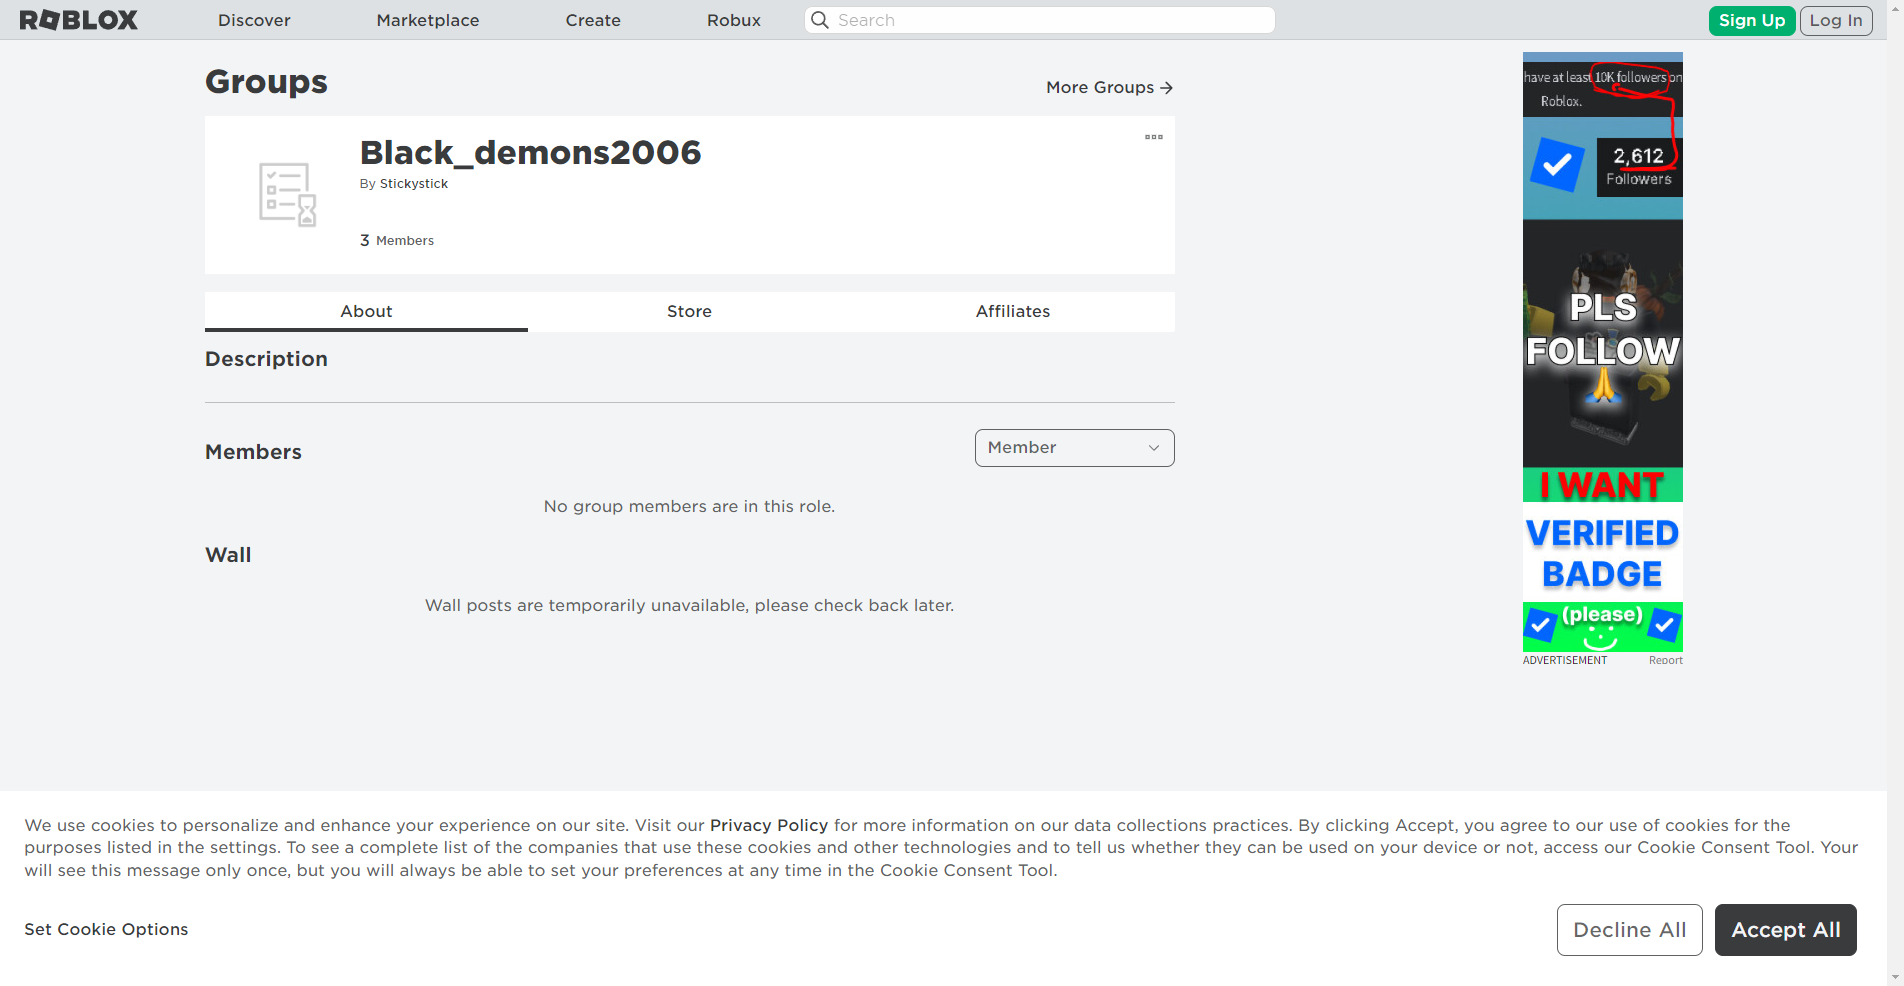 ROBLOX
Discover
Marketplace
Create
Robux
Search
Sign Up
Log In
Groups
More Groups
Black_demons2006
By Stickystick
3 Members
About
Store
Affiliates
Description
Members
Member
No group members are in this role.
Wall
Wall posts are temporarily unavailable, please check back later.
have at least 10K followers on
Roblox.
2,612
Followers
PLS
FOLLOW
I WANT
VERIFIED
BADGE
(please)
ADVERTISEMENT
Report
We use cookies to personalize and enhance your experience on our site. Visit our Privacy Policy for more information on our data collections practices. By clicking Accept, you agree to our use of cookies for the
purposes listed in the settings. To see a complete list of the companies that use these cookies and other technologies and to tell us whether they can be used on your device or not, access our Cookie Consent Tool. Your
will see this message only once, but you will always be able to set your preferences at any time in the Cookie Consent Tool.
Set Cookie Options
Decline All
Accept All